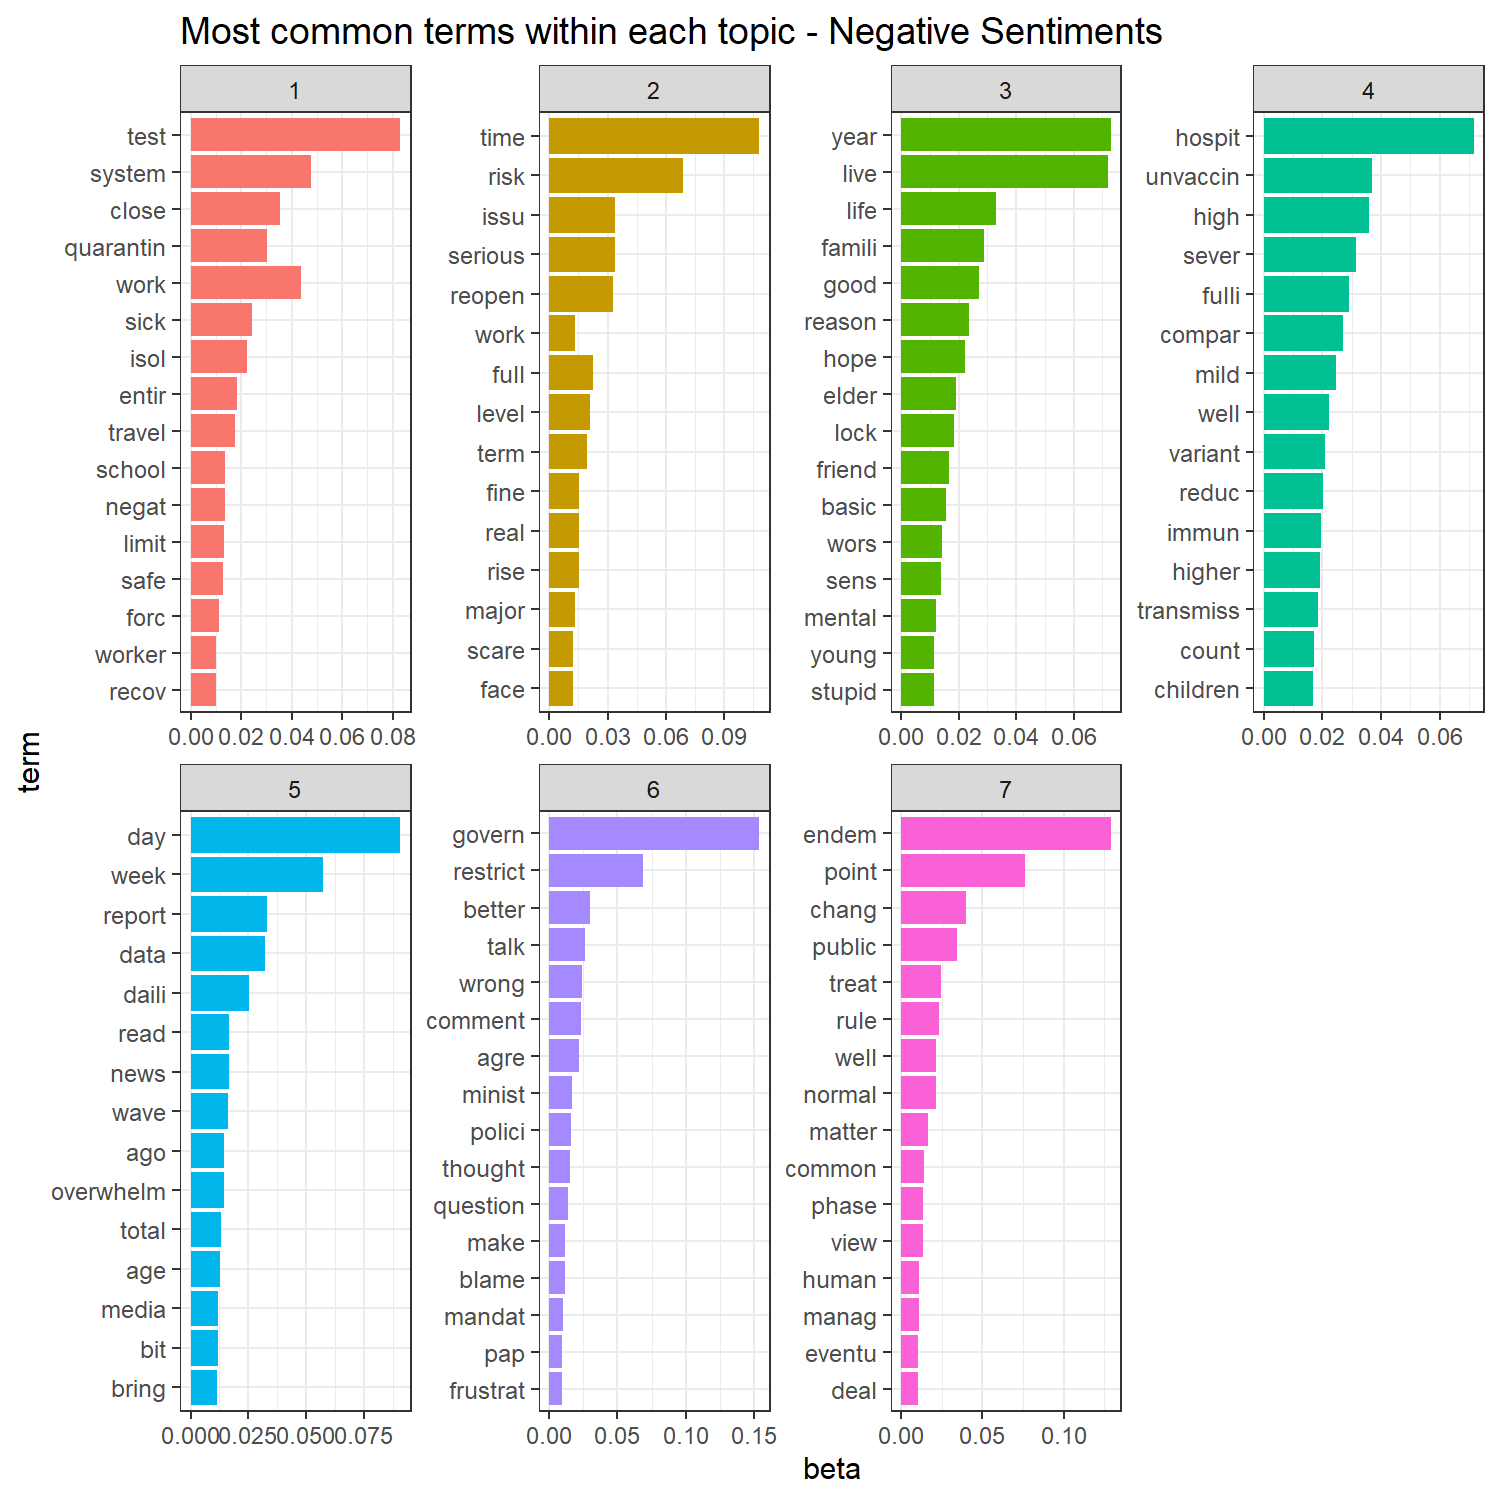 Most common terms within each topic - Negative Sentiments
1
test
system
close
quarantin
work
sick
isol
entir
travel
school
negat
limit
safe
forc
worker
recov
0.00 0.02 0.04 0.06 0.08
2
time
risk
issu
serious
reopen
work
full
level
term
fine
real
rise
major
scare
face
0.00 0.03 0.06 0.09
3
year
live
life
famili
good
reason
hope
elder
lock
friend
basic
wors
sens
mental
young
stupid
0.00 0.02 0.04 0.06
4
hospit
unvaccin
high
sever
fulli
compar
mild
well
variant
reduc
immun
higher
transmiss
count
children
0.00 0.02 0.04 0.06
term
5
day
week
report
data
daili
read
news
wave
ago
overwhelm
total
age
media
bit
bring
0.000 0.025 0.050 0.075
6
govern
restrict
better
talk
wrong
comment
agre
minist
polici
thought
question
make
blame
mandat
pap
frustrat
0.00 0.05 0.10 0.15
7
endem
point
chang
public
treat
rule
well
normal
matter
common
phase
view
human
manag
eventu
deal
0.00 0.05 0.10
beta